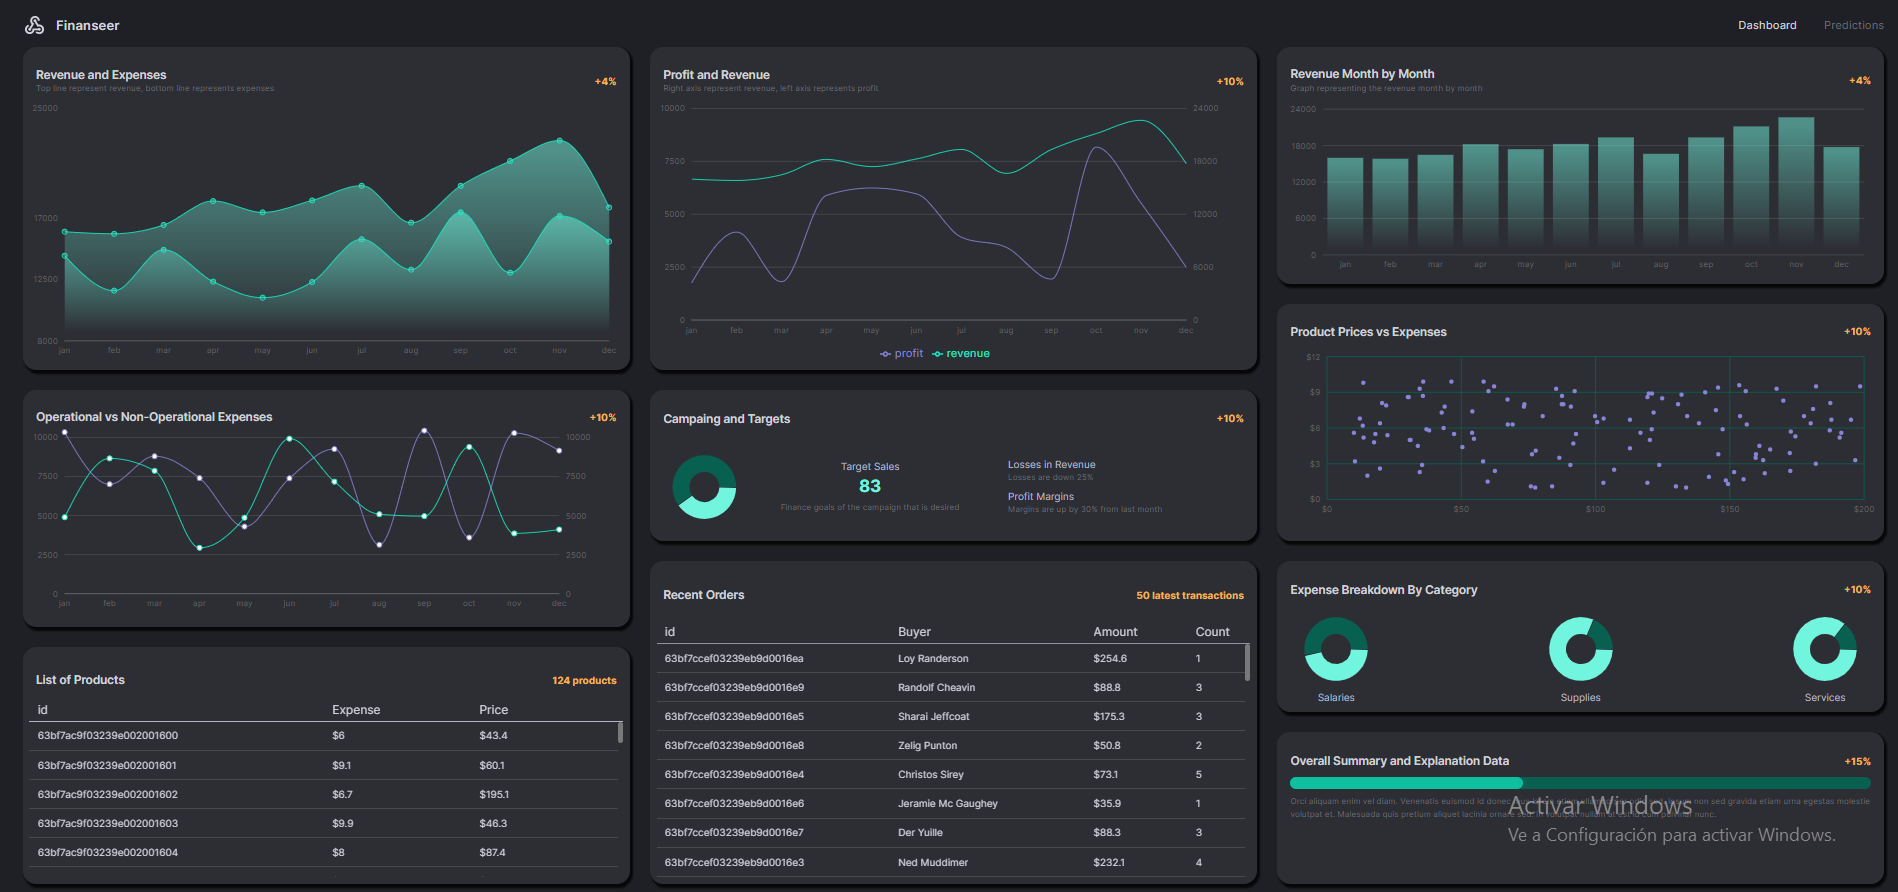 Finanseer
Dashboard Predictions
Revenue and Expenses
Top line represent revenue, bottom line represents expenses
+4%
25000
17000
12500
8000
jan feb mar apr may jun jul aug sep oct nov dec
Operational vs Non-Operational Expenses
+10%
10000 10000
7500 7500
5000 5000
2500 2500
0 0
jan feb mar apr may jun jul aug sep oct nov dec
List of Products
124 products
id Expense Price
63bf7ac9f03239e002001600 $6 $43.4
63bf7ac9f03239e002001601 $9.1 $60.1
63bf7ac9f03239e002001602 $6.7 $195.1
63bf7ac9f03239e002001603 $9.9 $46.3
63bf7ac9f03239e002001604 $8 $87.4
Profit and Revenue
Right axis represent revenue, left axis represents profit
+10%
10000 24000
7500 18000
5000 12000
2500 6000
0 0
jan feb mar apr may jun jul aug sep oct nov dec
profit revenue
Campaing and Targets
+10%
Target Sales
83
Finance goals of the campaign that is desired
Losses in Revenue
Losses are down 25%
Profit Margins
Margins are up by 30% from last month
Recent Orders
50 latest transactions
id Buyer Amount Count
63bf7ccef03239eb9d0016ea Loy Randerson $254.6 1
63bf7ccef03239eb9d0016e9 Randolf Cheavin $88.8 3
63bf7ccef03239eb9d0016e5 Sharai Jeffcoat $175.3 3
63bf7ccef03239eb9d0016e8 Zelig Punton $50.8 2
63bf7ccef03239eb9d0016e4 Christos Sirey $73.1 5
63bf7ccef03239eb9d0016e6 Jeramie Mc Gaughey $35.9 1
63bf7ccef03239eb9d0016e7 Der Yuille $88.3 3
63bf7ccef03239eb9d0016e3 Ned Muddimer $232.1 4
Revenue Month by Month
Graph representing the revenue month by month
+4%
24000
18000
12000
6000
0
jan feb mar apr may jun jul aug sep oct nov dec
Product Prices vs Expenses
+10%
$12
$9
$6
$3
$0
$0 $50 $100 $150 $200
Expense Breakdown By Category
+10%
Salaries Supplies Services
Overall Summary and Explanation Data
+15%
Orci aliquam enim vel diam. Venenatis euismod id donec non sed gravida etiam urna egestas molestie
volutpat et. Malesuada quis pretium aliquet lacinia ornare sed. In volutpat nullam at est id cum pulvinar nunc.
Activar Windows
Ve a Configuración para activar Windows.